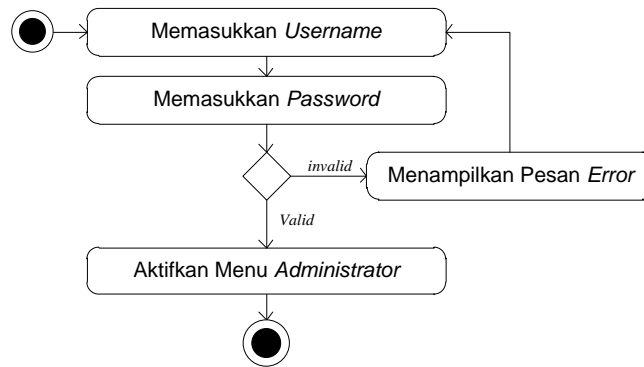 Memasukkan Username
Memasukkan Password
invalid
Menampilkan Pesan Error
Valid
Aktifkan Menu Administrator